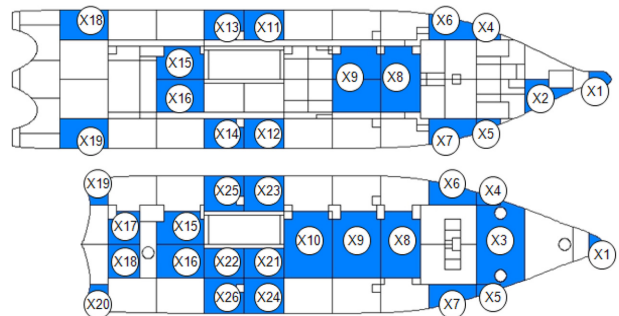 X18 X13 X11 X6 X4
X15 X9 X8
X16 X2 X1
X19 X14 X12 X7 X5
X19 X25 X23 X6 X4
X17 X15 X10 X9 X8 X3 X1
X18 X16 X22 X21
X20 X26 X24 X7 X5